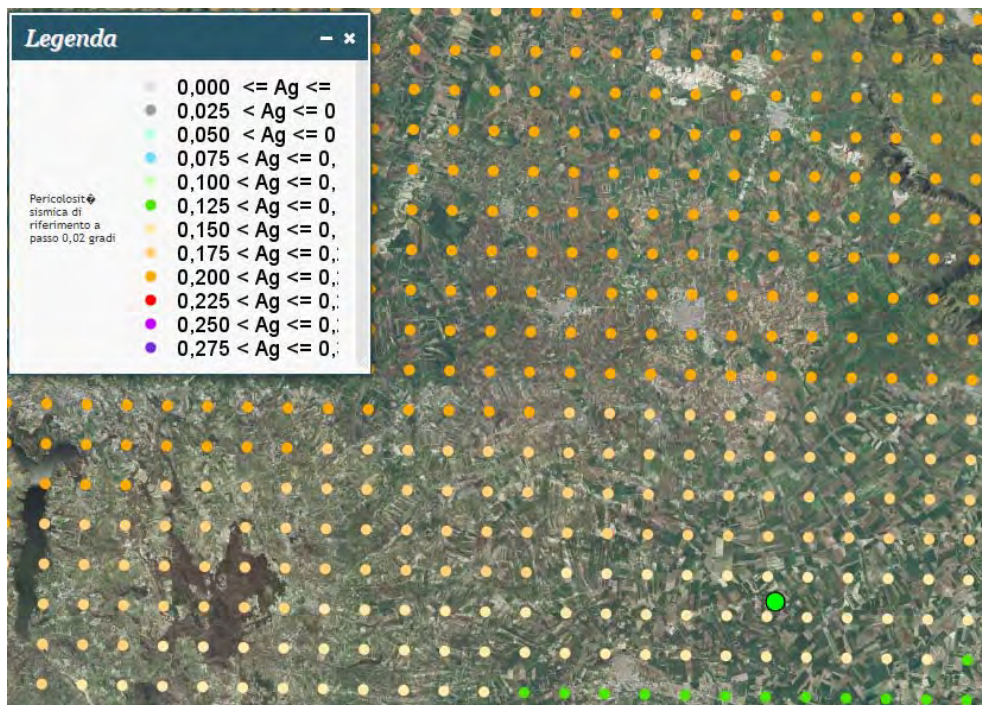 Legenda
0,000 <= Ag <=
0,025 < Ag <= 0
0,050 < Ag <= 0
0,075 < Ag <= 0,
0,100 < Ag <= 0,
0,125 < Ag <= 0,
0,150 < Ag <= 0,
0,175 < Ag <= 0,
0,200 < Ag <= 0,
0,225 < Ag <= 0,
0,250 < Ag <= 0,
0,275 < Ag <= 0,
Pericolosit�
sismica di
riferimento a
passo 0,02 gradi